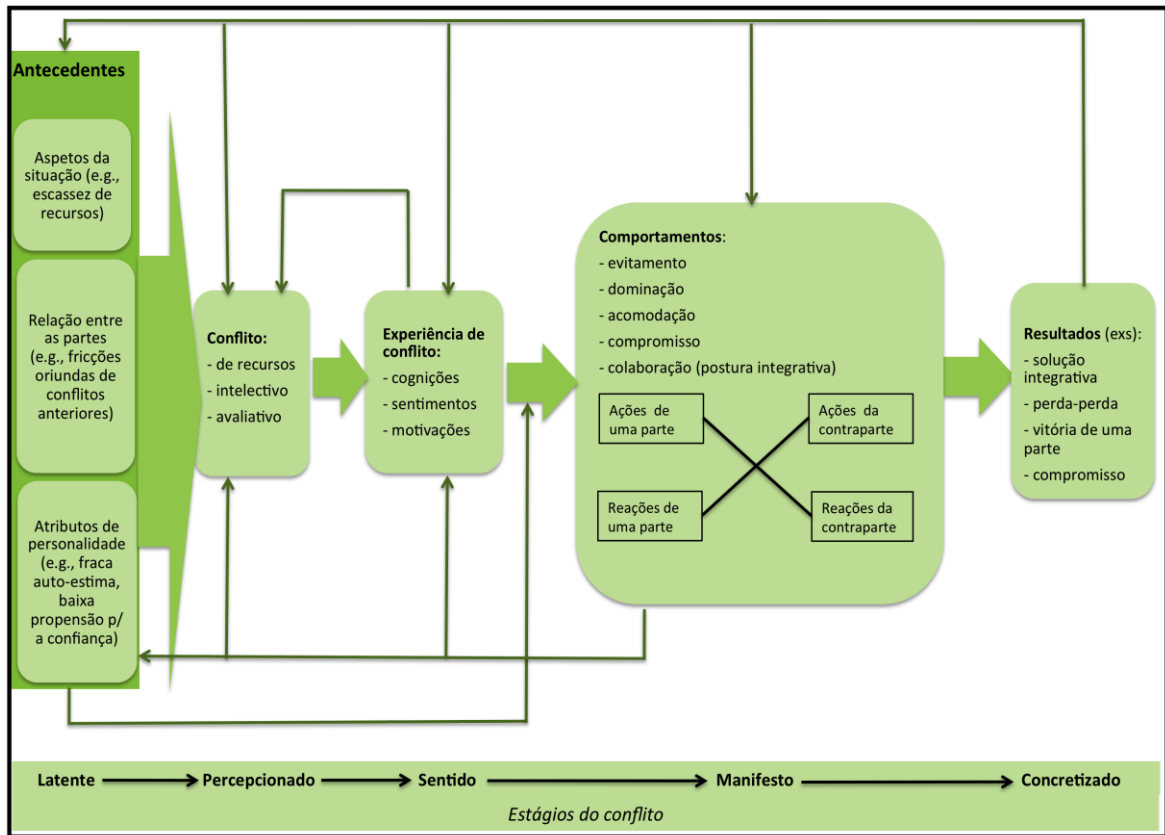 Antecedentes
Aspetos da
situação (e.g.,
escassez de
recursos)
Relação entre
as partes
(e.g., fricções
oriundas de
conflitos
anteriores)
Atributos de
personalidade
(e.g., fraca
auto-estima,
baixa
propensão p/
a confiança)
Conflito:
- de recursos
- intelectivo
- avaliativo
Experiência de
conflito:
- cognições
- sentimentos
- motivações
Comportamentos:
- evitamento
- dominação
- acomodação
- compromisso
- colaboração (postura integrativa)
Ações de
uma parte
Ações da
contraparte
Reações de
uma parte
Reações da
contraparte
Resultados (exs):
- solução
integrativa
- perda-perda
- vitória de uma
parte
- compromisso
Latente Percepcionado Sentido Manifesto Concretizado
Estágios do conflito